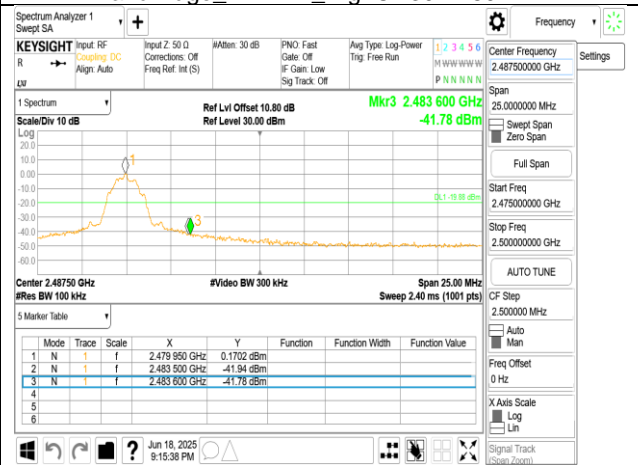 Spectrum Analyzer 1
Swept SA
Frequency
KEYSIGHT
R
Input: RF
Coupling: DC
Align: Auto
Input Z: 50 Ω
Corrections: Off
Freq Ref: Int (S)
#Atten: 30 dB
PNO: Fast
Gate: Off
IF Gain: Low
Sig Track: Off
Avg Type: Log-Power
Trig: Free Run
1 2 3 4 5 6
M W W W W W
P N N N N N
Settings
1 Spectrum
Scale/Div 10 dB
Log
Ref Lvl Offset 10.80 dB
Ref Level 30.00 dBm
Mkr3 2.483 600 GHz
-41.78 dBm
20.0
10.0
0.00
-10.0
-20.0
-30.0
-40.0
-50.0
-60.0
1
3
DL1 -19.88 dBm
Center 2.48750 GHz
#Res BW 100 kHz
#Video BW 300 kHz
Span 25.00 MHz
Sweep 2.40 ms (1001 pts)
5 Marker Table
Mode Trace Scale X Y Function Function Width Function Value
1 N 1 f 2.479 950 GHz 0.1702 dBm
2 N 1 f 2.483 500 GHz -41.94 dBm
3 N 1 f 2.483 600 GHz -41.78 dBm
4
5
6
Jun 18, 2025
9:15:38 PM
Center Frequency
2.487500000 GHz
Span
25.0000000 MHz
Swept Span
Zero Span
Full Span
Start Freq
2.475000000 GHz
Stop Freq
2.500000000 GHz
AUTO TUNE
CF Step
2.500000 MHz
Auto
Man
Freq Offset
0 Hz
X Axis Scale
Log
Lin
Signal Track
(Span Zoom)